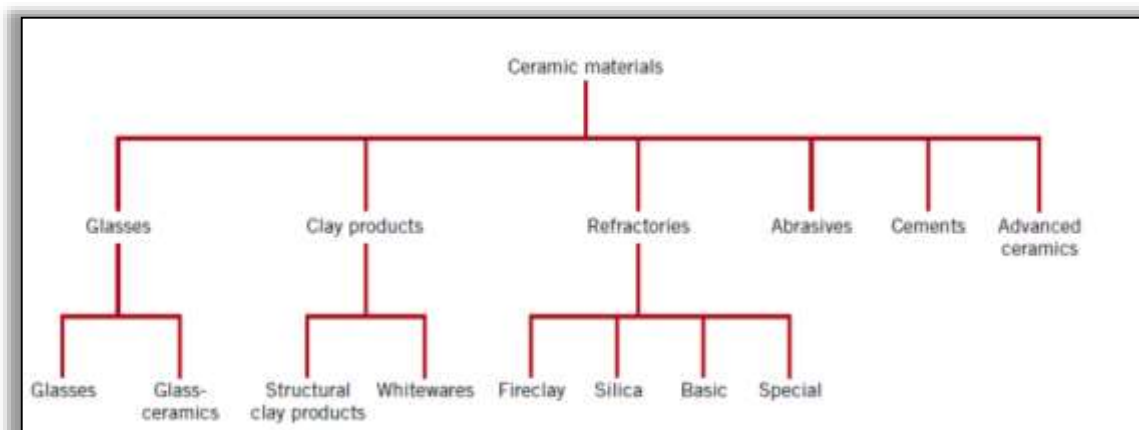 Ceramic materials
Glasses
Clay products
Refractories
Abrasives
Cements
Advanced
ceramics
Glasses
Glass-
ceramics
Structural
clay products
Whitewares
Fireclay
Silica
Basic
Special